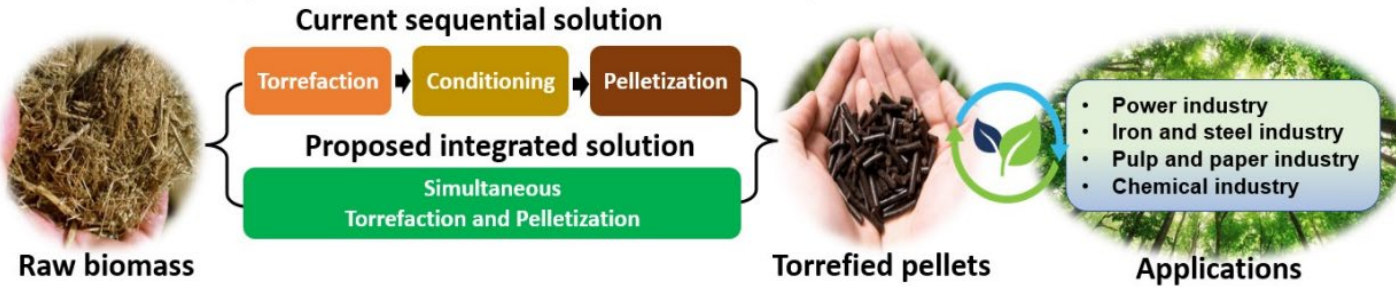 Current sequential solution
Torrefaction
Conditioning
Pelletization
Proposed integrated solution
Simultaneous
Torrefaction and Pelletization
Raw biomass
Torrefied pellets
• Power industry
• Iron and steel industry
• Pulp and paper industry
• Chemical industry
Applications